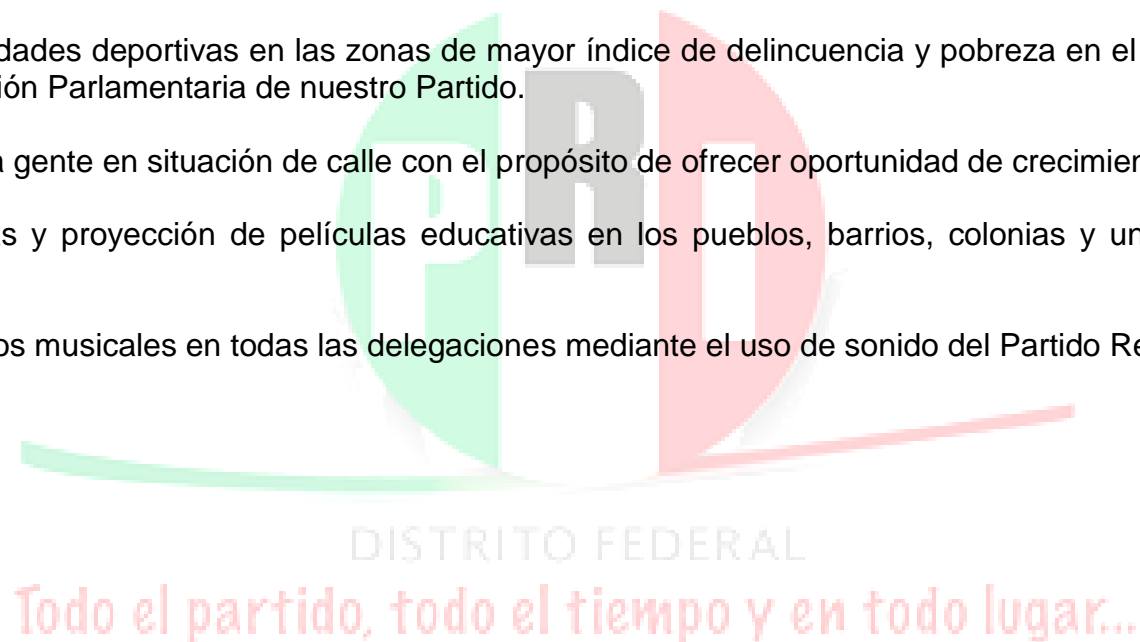 dades deportivas en las zonas de mayor índice de delincuencia y pobreza en el
ión Parlamentaria de nuestro Partido.
a gente en situación de calle con el propósito de ofrecer oportunidad de crecimien
s y proyección de películas educativas en los pueblos, barrios, colonias y un
os musicales en todas las delegaciones mediante el uso de sonido del Partido Re
PRI
DISTRITO FEDERAL
Todo el partido, todo el tiempo y en todo lugar...